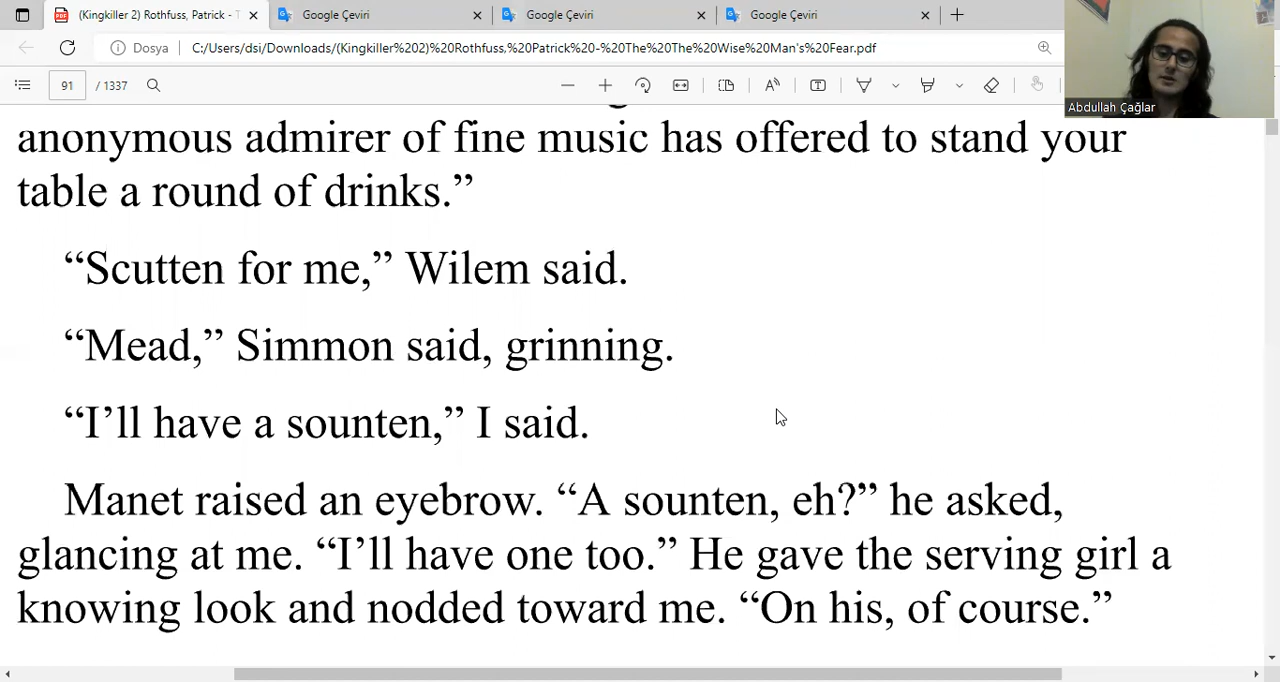 (Kingkiller 2) Rothfuss, Patrick - T
Google Çeviri
Google Çeviri
Google Çeviri
Dosya
C:/Users/dsi/Downloads/(Kingkiller%202)%20Rothfuss,%20Patrick%20-%20The%20The%20Wise%20Man's%20Fear.pdf
91 / 1337
Abdullah Çağlar
anonymous admirer of fine music has offered to stand your
table a round of drinks.”
“Scutten for me,” Wilem said.
“Mead,” Simmon said, grinning.
“I’ll have a sounten,” I said.
Manet raised an eyebrow. “A sounten, eh?” he asked,
glancing at me. “I’ll have one too.” He gave the serving girl a
knowing look and nodded toward me. “On his, of course.”